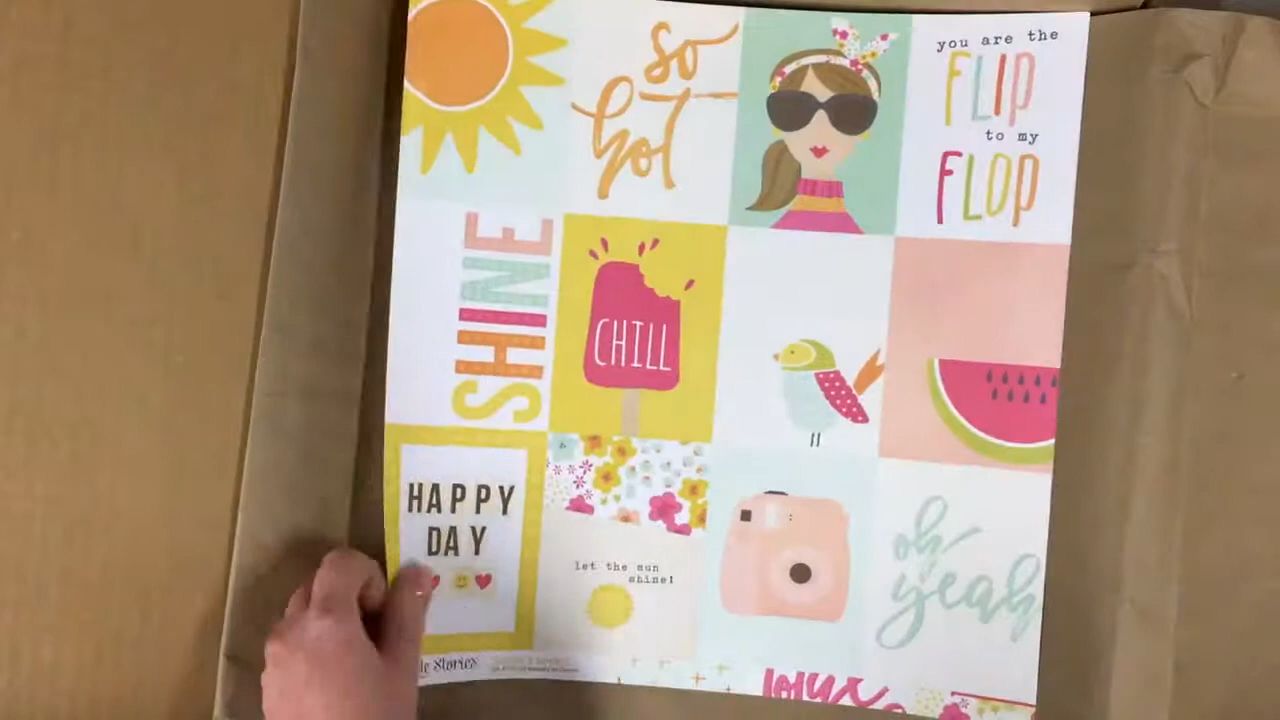 so
hot
you are the
FLIP
to my
FLOP
SHINE
CHILL
HAPPY
DAY
let the sun
shine!
oh
yeah
Stories